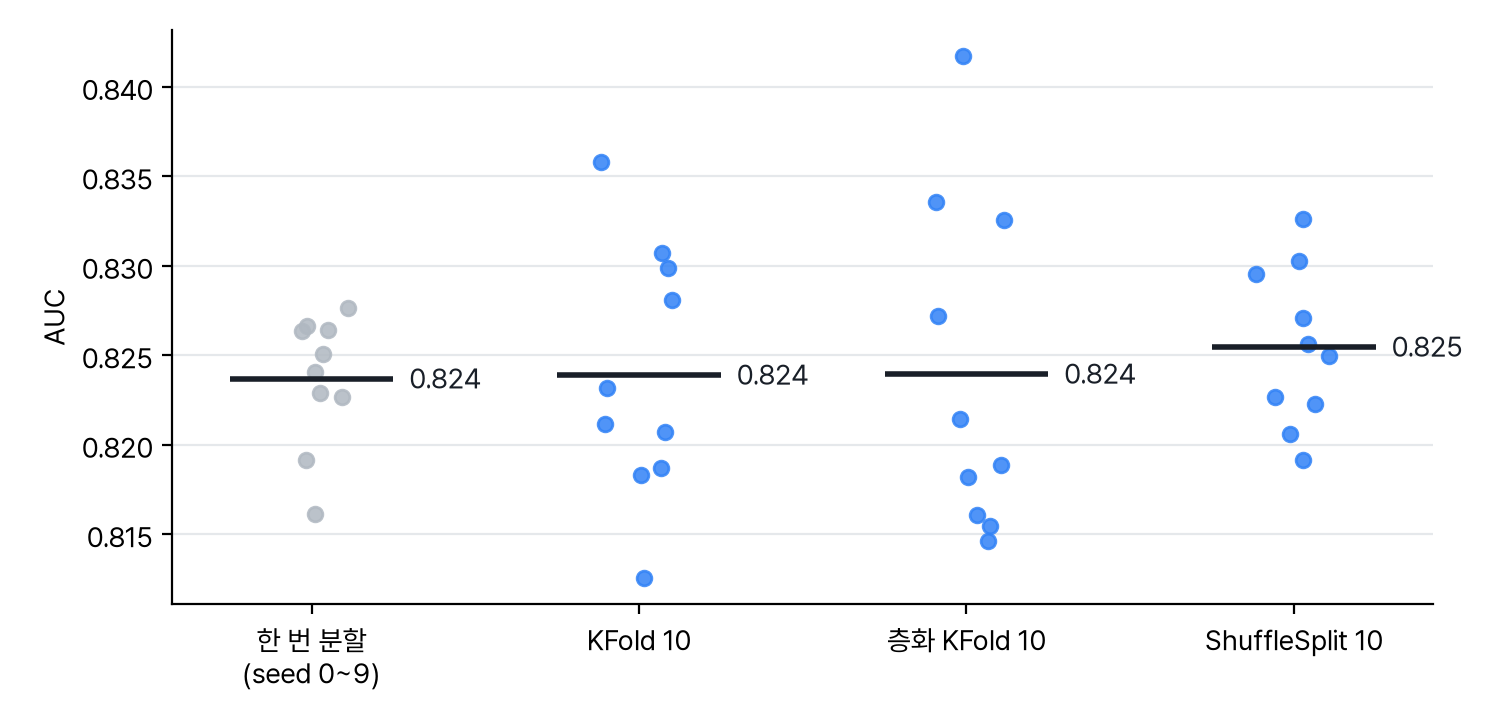 0.840
0.835
0.830
0.825
0.820
0.815
AUC
0.824
0.824
0.824
0.825
한 번 분할
(seed 0~9)
KFold 10
층화 KFold 10
ShuffleSplit 10